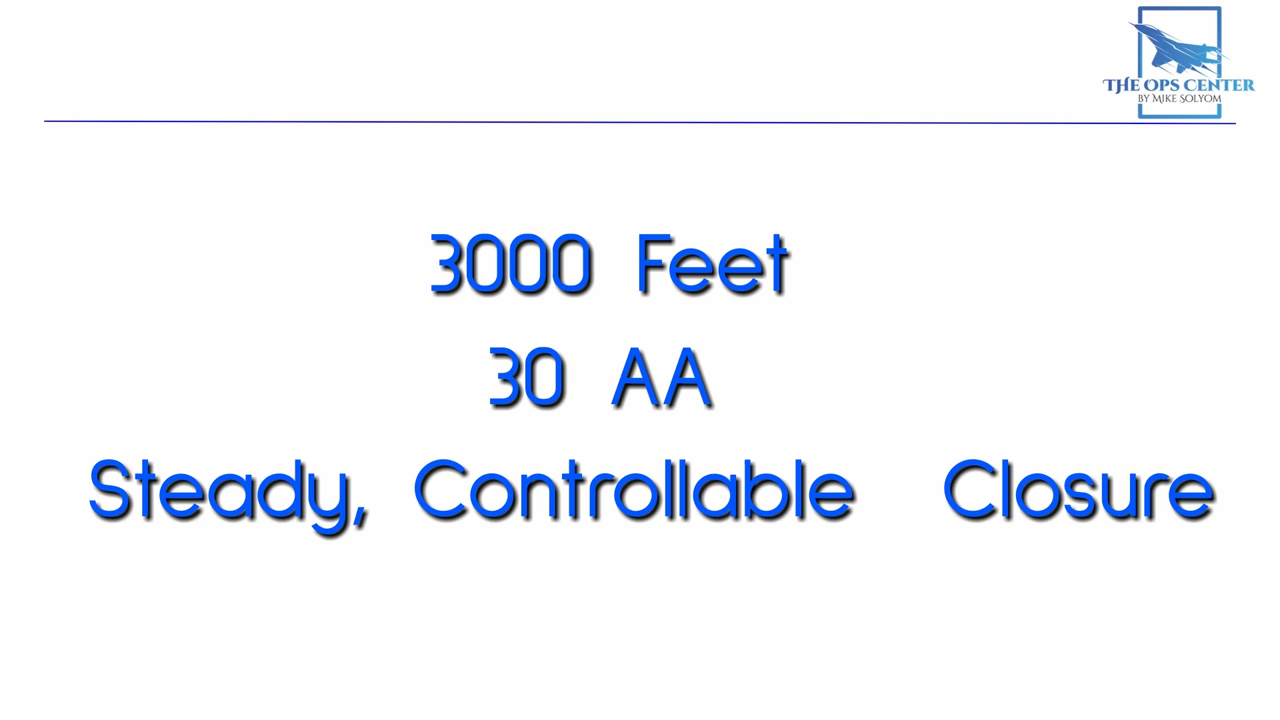 THE OPS CENTER
BY MIKE SOLYOM
3000 Feet
30 AA
Steady, Controllable Closure